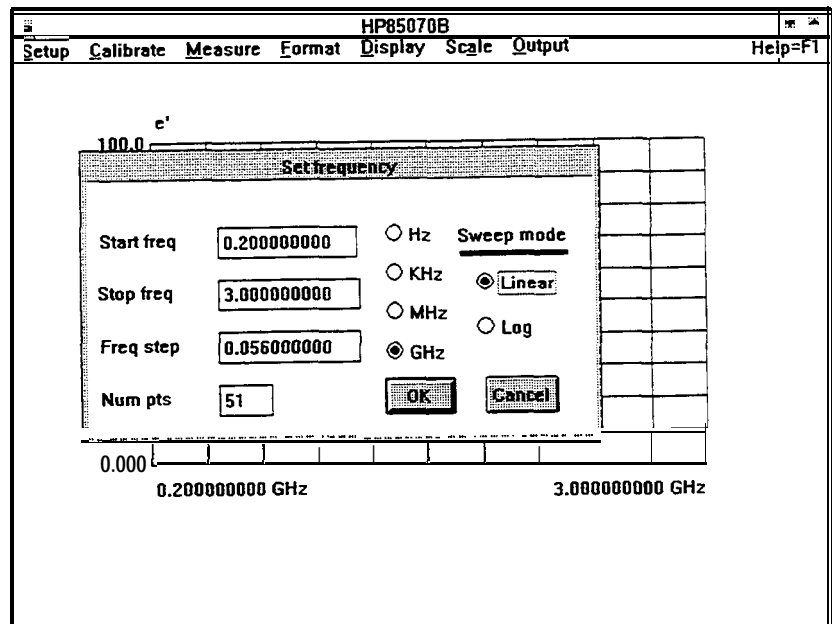 HP85070B
Setup Calibrate Measure Format Display Scale Output Help=F1
e'
100.0
Set frequency
Start freq 0.200000000
Stop freq 3.000000000
Freq step 0.056000000
Num pts 51
Hz
KHz
MHz
GHz
Sweep mode
Linear
Log
OK Cancel
0.000
0.200000000 GHz 3.000000000 GHz